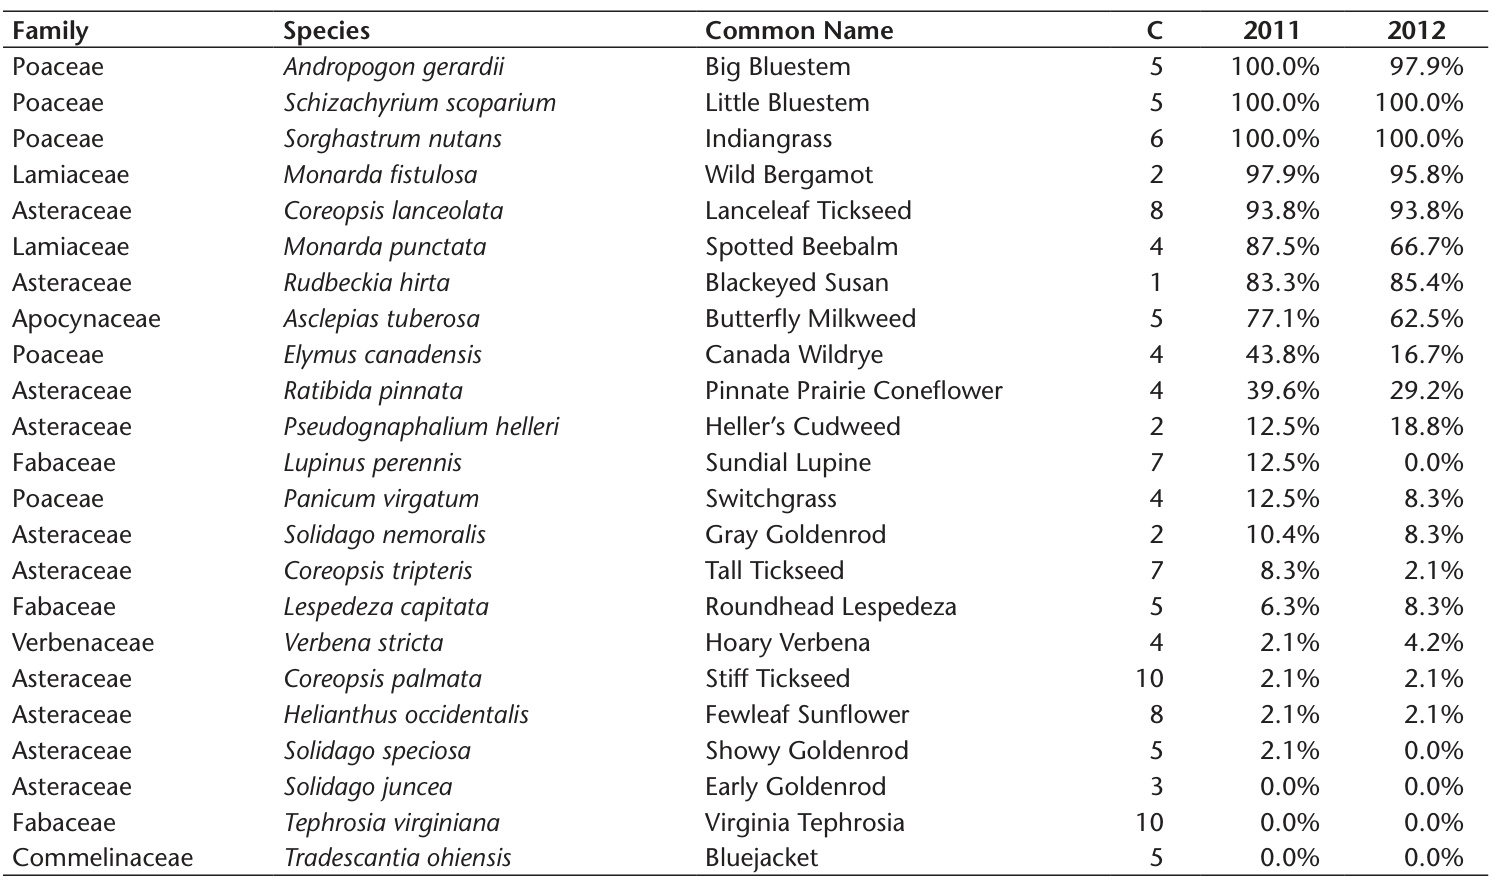 Family Species Common Name C 2011 2012
Poaceae Andropogon gerardii Big Bluestem 5 100.0% 97.9%
Poaceae Schizachyrium scoparium Little Bluestem 5 100.0% 100.0%
Poaceae Sorghastrum nutans Indiangrass 6 100.0% 100.0%
Lamiaceae Monarda fistulosa Wild Bergamot 2 97.9% 95.8%
Asteraceae Coreopsis lanceolata Lanceleaf Tickseed 8 93.8% 93.8%
Lamiaceae Monarda punctata Spotted Beebalm 4 87.5% 66.7%
Asteraceae Rudbeckia hirta Blackeyed Susan 1 83.3% 85.4%
Apocynaceae Asclepias tuberosa Butterfly Milkweed 5 77.1% 62.5%
Poaceae Elymus canadensis Canada Wildrye 4 43.8% 16.7%
Asteraceae Ratibida pinnata Pinnate Prairie Coneflower 4 39.6% 29.2%
Asteraceae Pseudognaphalium helleri Heller’s Cudweed 2 12.5% 18.8%
Fabaceae Lupinus perennis Sundial Lupine 7 12.5% 0.0%
Poaceae Panicum virgatum Switchgrass 4 12.5% 8.3%
Asteraceae Solidago nemoralis Gray Goldenrod 2 10.4% 8.3%
Asteraceae Coreopsis tripteris Tall Tickseed 7 8.3% 2.1%
Fabaceae Lespedeza capitata Roundhead Lespedeza 5 6.3% 8.3%
Verbenaceae Verbena stricta Hoary Verbena 4 2.1% 4.2%
Asteraceae Coreopsis palmata Stiff Tickseed 10 2.1% 2.1%
Asteraceae Helianthus occidentalis Fewleaf Sunflower 8 2.1% 2.1%
Asteraceae Solidago speciosa Showy Goldenrod 5 2.1% 0.0%
Asteraceae Solidago juncea Early Goldenrod 3 0.0% 0.0%
Fabaceae Tephrosia virginiana Virginia Tephrosia 10 0.0% 0.0%
Commelinaceae Tradescantia ohiensis Bluejacket 5 0.0% 0.0%